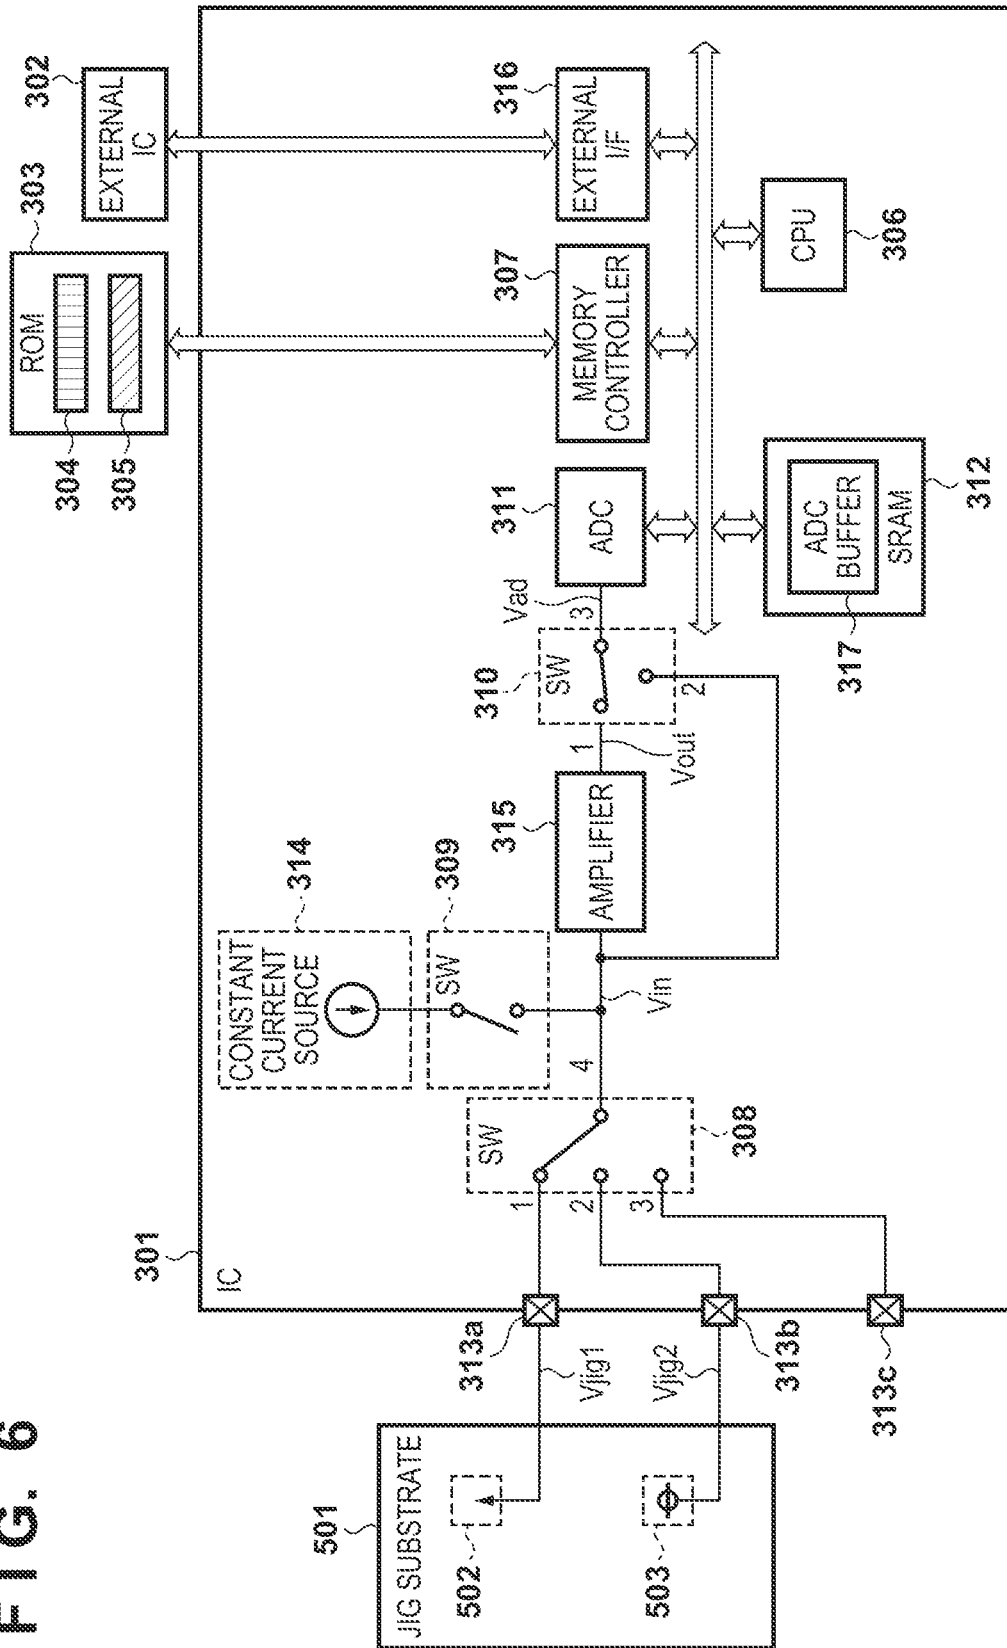 FIG. 6
301
IC
302
EXTERNAL
IC
303
ROM
304
305
314
CONSTANT
CURRENT
SOURCE
309
SW
315
AMPLIFIER
310
SW
1
2
3
Vout
Vad
311
ADC
307
MEMORY
CONTROLLER
316
EXTERNAL
I/F
501
JIG SUBSTRATE
502
503
Vjig1
Vjig2
313a
313b
313c
SW
1
2
3
4
308
Vin
ADC
BUFFER
SRAM
317
312
CPU
306